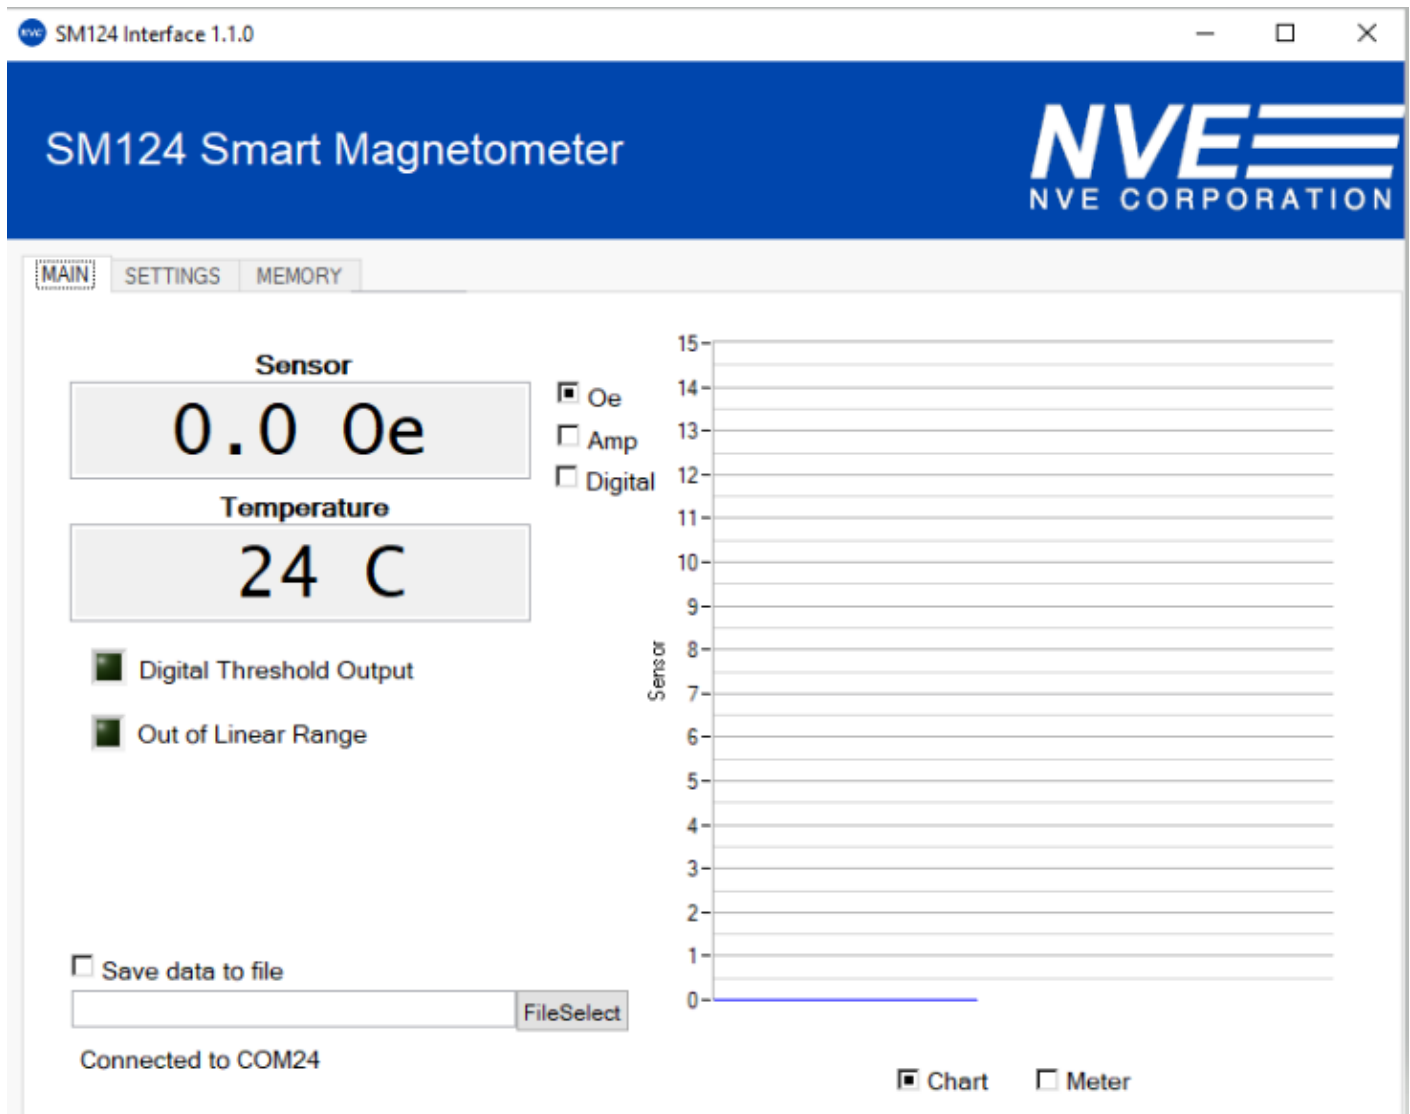 SM124 Interface 1.1.0
SM124 Smart Magnetometer
NVE
NVE CORPORATION
MAIN
SETTINGS
MEMORY
Sensor
0.0 Oe
Oe
Amp
Digital
Temperature
24 C
Digital Threshold Output
Out of Linear Range
Save data to file
FileSelect
Connected to COM24
15
14
13
12
11
10
9
8
7
6
5
4
3
2
1
0
Sensor
Chart
Meter